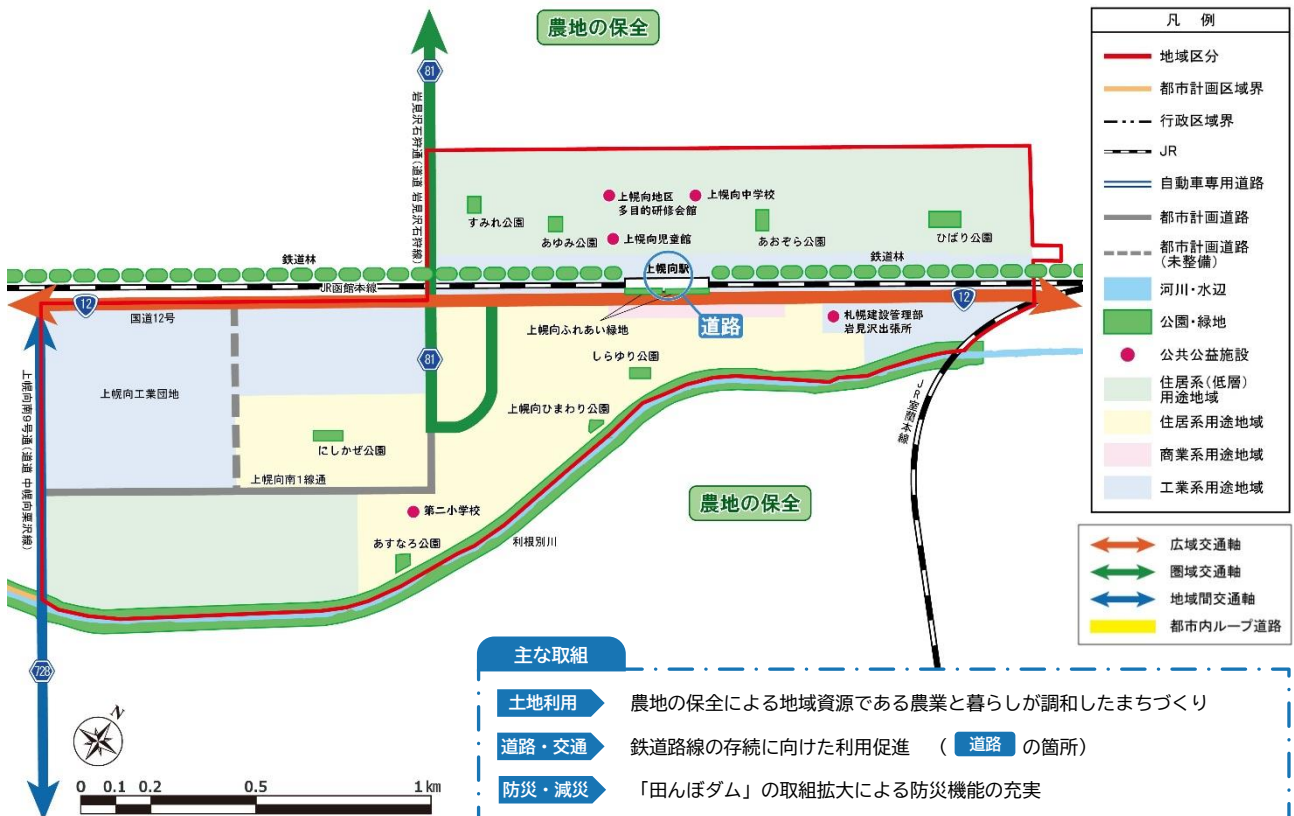 農地の保全
81
岩見沢石狩通(道道 岩見沢石狩線)
上幌向地区
多目的研修会館
上幌向中学校
すみれ公園
あゆみ公園
上幌向児童館
あおぞら公園
ひばり公園
鉄道林
上幌向駅
鉄道林
JR函館本線
12
国道12号
上幌向ふれあい緑地
道路
札幌建設管理部
岩見沢出張所
12
81
しらゆり公園
上幌向工業団地
上幌向ひまわり公園
JR室蘭本線
にしかぜ公園
上幌向南1線通
上幌向南9号通(道道 中幌向栗沢線)
農地の保全
第二小学校
利根別川
あすなろ公園
728
N
0 0.1 0.2 0.5 1km
凡 例
地域区分
都市計画区域界
行政区域界
JR
自動車専用道路
都市計画道路
都市計画道路
(未整備)
河川・水辺
公園・緑地
公共公益施設
住居系(低層)
用途地域
住居系用途地域
商業系用途地域
工業系用途地域
広域交通軸
圏域交通軸
地域間交通軸
都市内ループ道路
主な取組
土地利用 農地の保全による地域資源である農業と暮らしが調和したまちづくり
道路・交通 鉄道路線の存続に向けた利用促進 ( 道路 の箇所)
防災・減災 「田んぼダム」の取組拡大による防災機能の充実